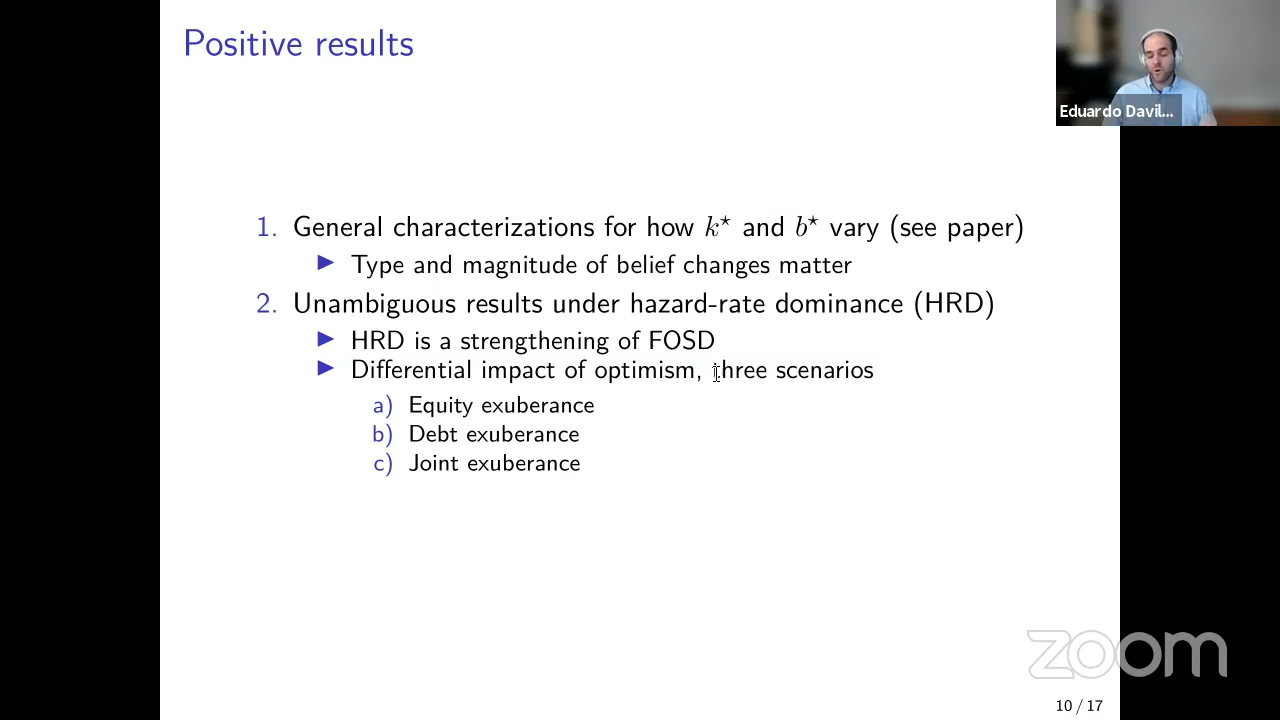 Positive results
Eduardo Davil...
1. General characterizations for how k⋆ and b⋆ vary (see paper)
▶ Type and magnitude of belief changes matter
2. Unambiguous results under hazard-rate dominance (HRD)
▶ HRD is a strengthening of FOSD
▶ Differential impact of optimism, three scenarios
a) Equity exuberance
b) Debt exuberance
c) Joint exuberance
zoom
10 / 17